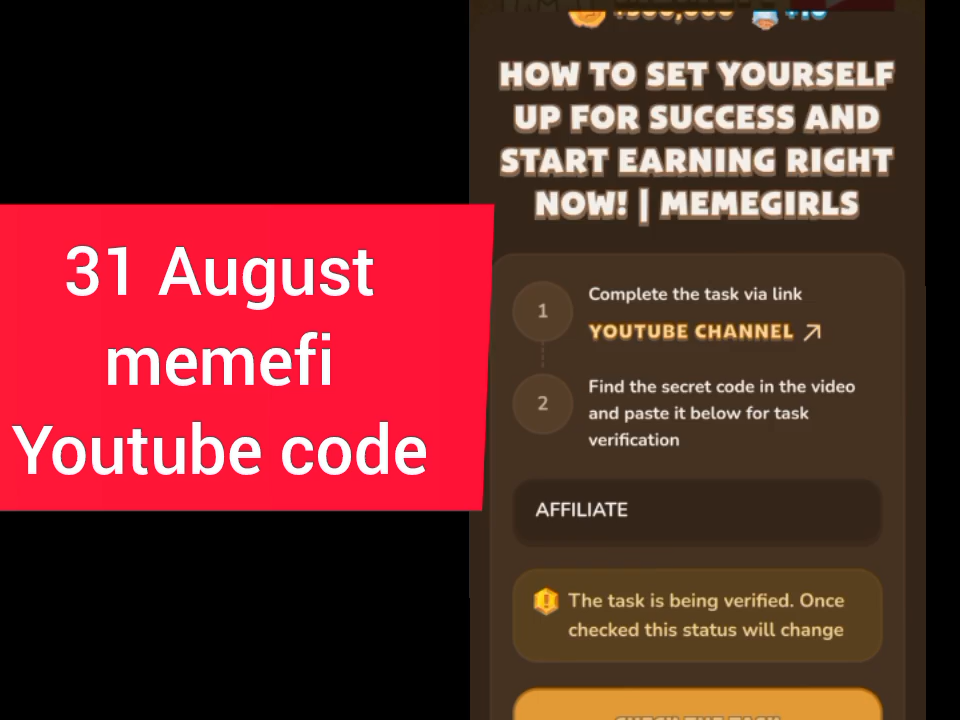 HOW TO SET YOURSELF
UP FOR SUCCESS AND
START EARNING RIGHT
NOW! | MEMEGIRLS
31 August
memefi
Youtube code
1
Complete the task via link
YOUTUBE CHANNEL ↗
2
Find the secret code in the video
and paste it below for task
verification
AFFILIATE
The task is being verified. Once
checked this status will change